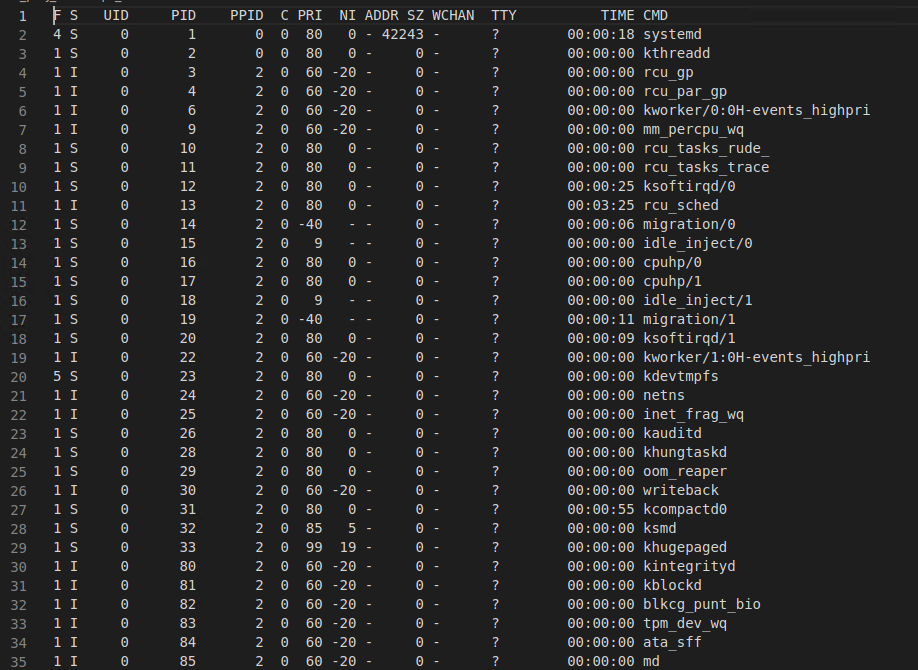 1 F S UID PID PPID C PRI NI ADDR SZ WCHAN TTY TIME CMD
2 4 S 0 1 0 0 80 0 - 42243 - ? 00:00:18 systemd
3 1 S 0 2 0 0 80 0 - 0 - ? 00:00:00 kthreadd
4 1 I 0 3 2 0 60 -20 - 0 - ? 00:00:00 rcu_gp
5 1 I 0 4 2 0 60 -20 - 0 - ? 00:00:00 rcu_par_gp
6 1 I 0 6 2 0 60 -20 - 0 - ? 00:00:00 kworker/0:0H-events_highpri
7 1 I 0 9 2 0 60 -20 - 0 - ? 00:00:00 mm_percpu_wq
8 1 S 0 10 2 0 80 0 - 0 - ? 00:00:00 rcu_tasks_rude_
9 1 S 0 11 2 0 80 0 - 0 - ? 00:00:00 rcu_tasks_trace
10 1 S 0 12 2 0 80 0 - 0 - ? 00:00:25 ksoftirqd/0
11 1 I 0 13 2 0 80 0 - 0 - ? 00:03:25 rcu_sched
12 1 S 0 14 2 0 -40 - - 0 - ? 00:00:06 migration/0
13 1 S 0 15 2 0 9 - - 0 - ? 00:00:00 idle_inject/0
14 1 S 0 16 2 0 80 0 - 0 - ? 00:00:00 cpuhp/0
15 1 S 0 17 2 0 80 0 - 0 - ? 00:00:00 cpuhp/1
16 1 S 0 18 2 0 9 - - 0 - ? 00:00:00 idle_inject/1
17 1 S 0 19 2 0 -40 - - 0 - ? 00:00:11 migration/1
18 1 S 0 20 2 0 80 0 - 0 - ? 00:00:09 ksoftirqd/1
19 1 I 0 22 2 0 60 -20 - 0 - ? 00:00:00 kworker/1:0H-events_highpri
20 5 S 0 23 2 0 80 0 - 0 - ? 00:00:00 kdevtmpfs
21 1 I 0 24 2 0 60 -20 - 0 - ? 00:00:00 netns
22 1 I 0 25 2 0 60 -20 - 0 - ? 00:00:00 inet_frag_wq
23 1 S 0 26 2 0 80 0 - 0 - ? 00:00:00 kauditd
24 1 S 0 28 2 0 80 0 - 0 - ? 00:00:00 khungtaskd
25 1 S 0 29 2 0 80 0 - 0 - ? 00:00:00 oom_reaper
26 1 I 0 30 2 0 60 -20 - 0 - ? 00:00:00 writeback
27 1 S 0 31 2 0 80 0 - 0 - ? 00:00:55 kcompactd0
28 1 S 0 32 2 0 85 5 - 0 - ? 00:00:00 ksmd
29 1 S 0 33 2 0 99 19 - 0 - ? 00:00:00 khugepaged
30 1 I 0 80 2 0 60 -20 - 0 - ? 00:00:00 kintegrityd
31 1 I 0 81 2 0 60 -20 - 0 - ? 00:00:00 kblockd
32 1 I 0 82 2 0 60 -20 - 0 - ? 00:00:00 blkcg_punt_bio
33 1 I 0 83 2 0 60 -20 - 0 - ? 00:00:00 tpm_dev_wq
34 1 I 0 84 2 0 60 -20 - 0 - ? 00:00:00 ata_sff
35 1 I 0 85 2 0 60 -20 - 0 - ? 00:00:00 md